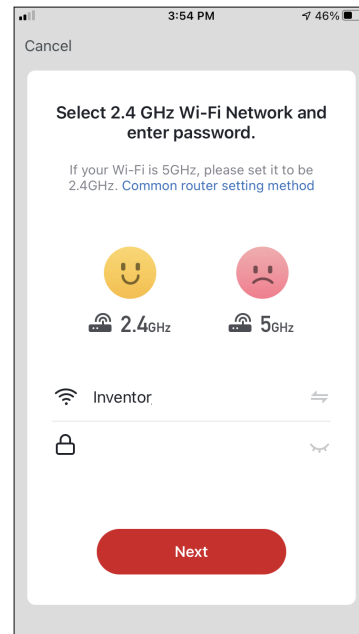 3:54 PM
46%
Cancel
Select 2.4 GHz Wi-Fi Network and
enter password.
If your Wi-Fi is 5GHz, please set it to be
2.4GHz. Common router setting method
2.4GHz
5GHz
Inventor
Next